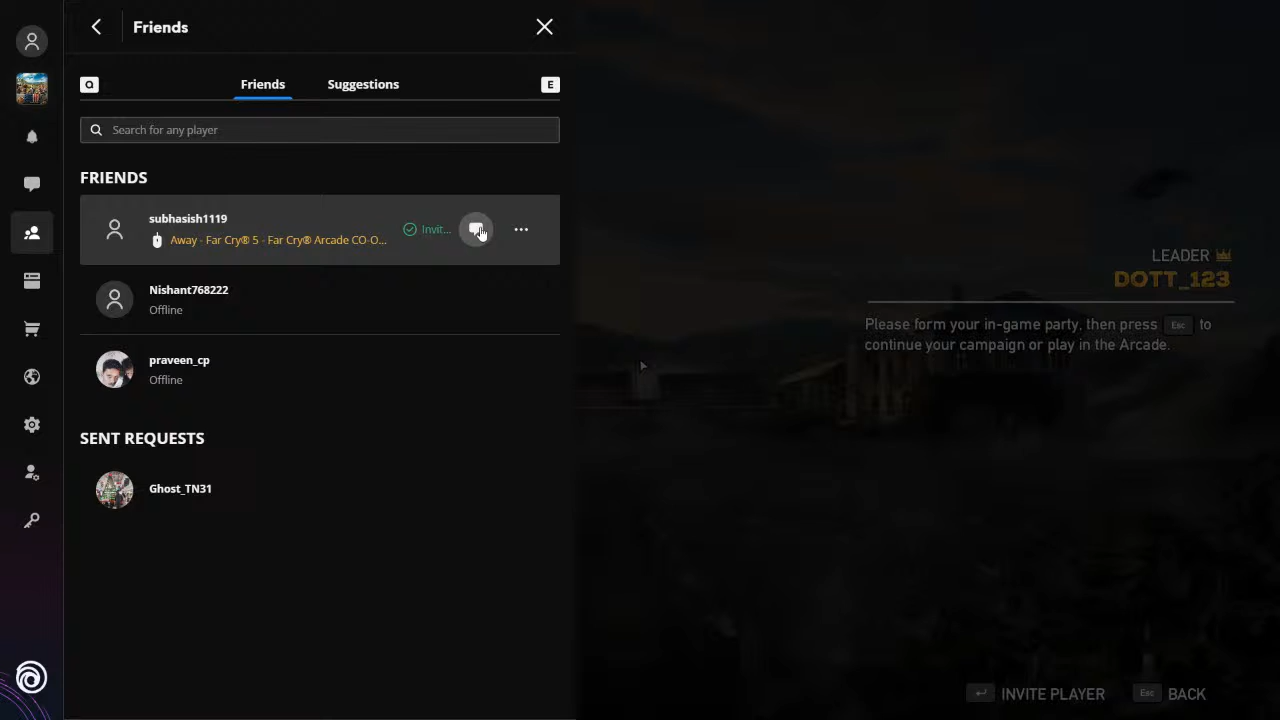 Friends
Q
Friends
Suggestions
E
Search for any player
FRIENDS
subhasish1119
Away - Far Cry® 5 - Far Cry® Arcade CO-O...
Invit...
Nishant768222
Offline
praveen_cp
Offline
SENT REQUESTS
Ghost_TN31
LEADER
DOTT_123
Please form your in-game party, then press Esc to
continue your campaign or play in the Arcade.
INVITE PLAYER
Esc BACK